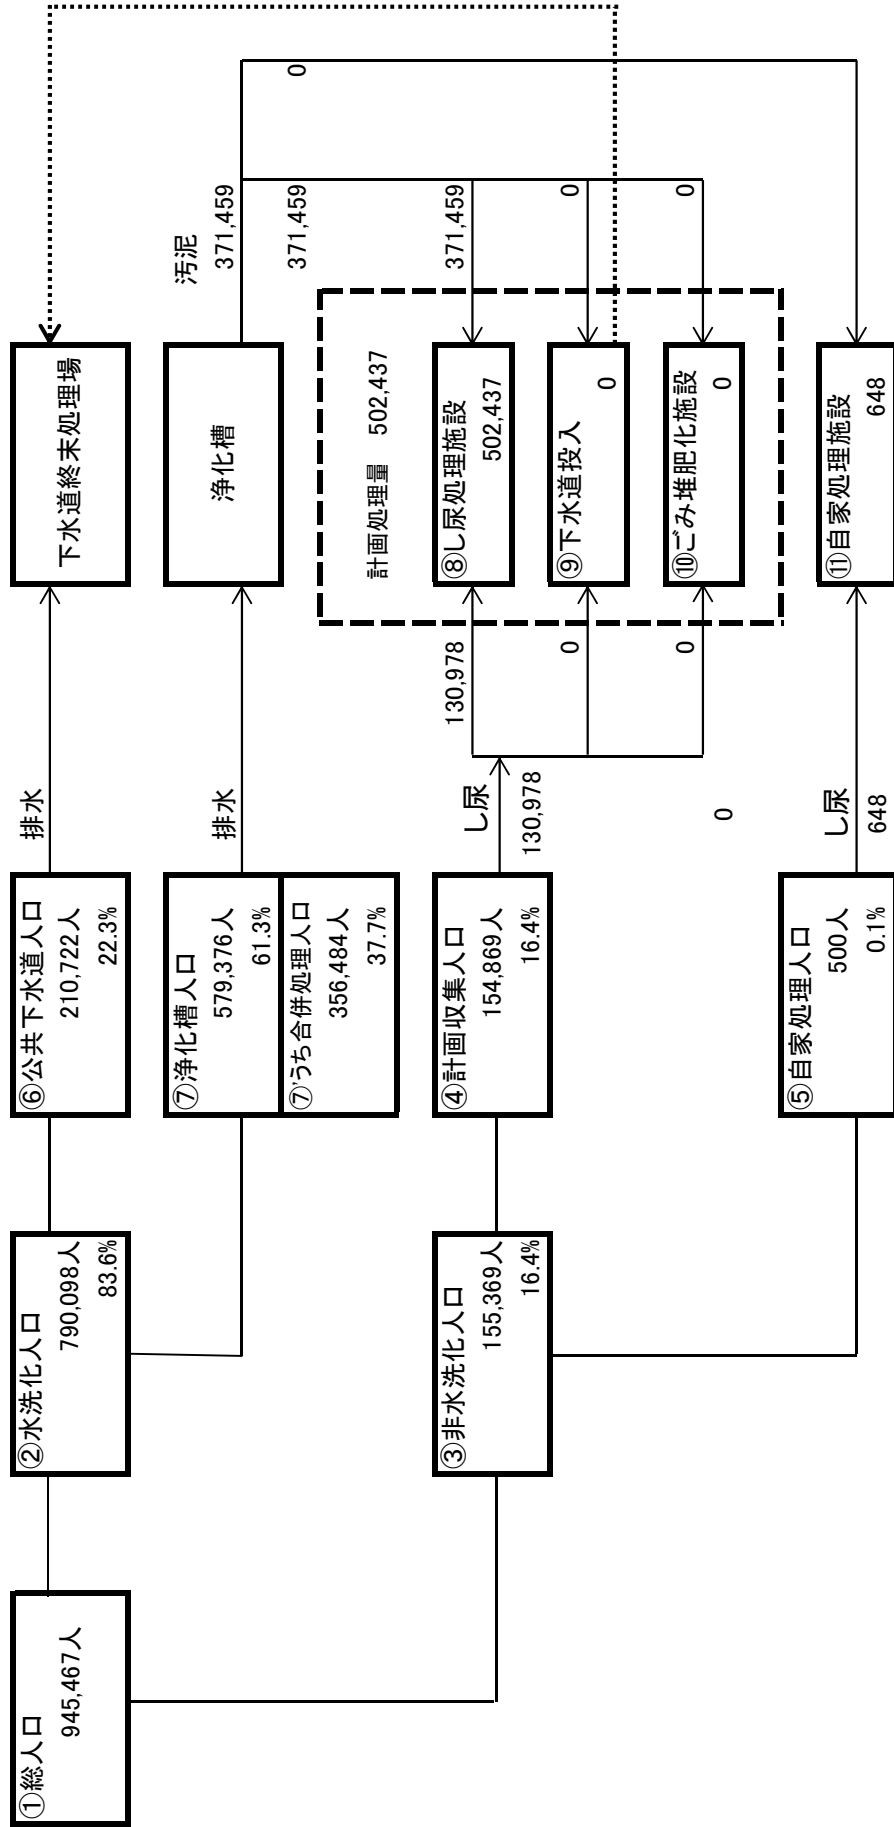 ①総人口
945,467人
②水洗化人口
790,098人
83.6%
③非水洗化人口
155,369人
16.4%
⑥公共下水道人口
210,722人
22.3%
⑦浄化槽人口
579,376人
61.3%
⑦'うち合併処理人口
356,484人
37.7%
④計画収集人口
154,869人
16.4%
⑤自家処理人口
500人
0.1%
排水
排水
し尿
130,978
130,978
0
0
0
し尿
648
下水道終末処理場
浄化槽
計画処理量 502,437
⑧し尿処理施設
502,437
⑨下水道投入
0
⑩ごみ堆肥化施設
0
⑪自家処理施設
648
汚泥
371,459
371,459
371,459
0
0
0